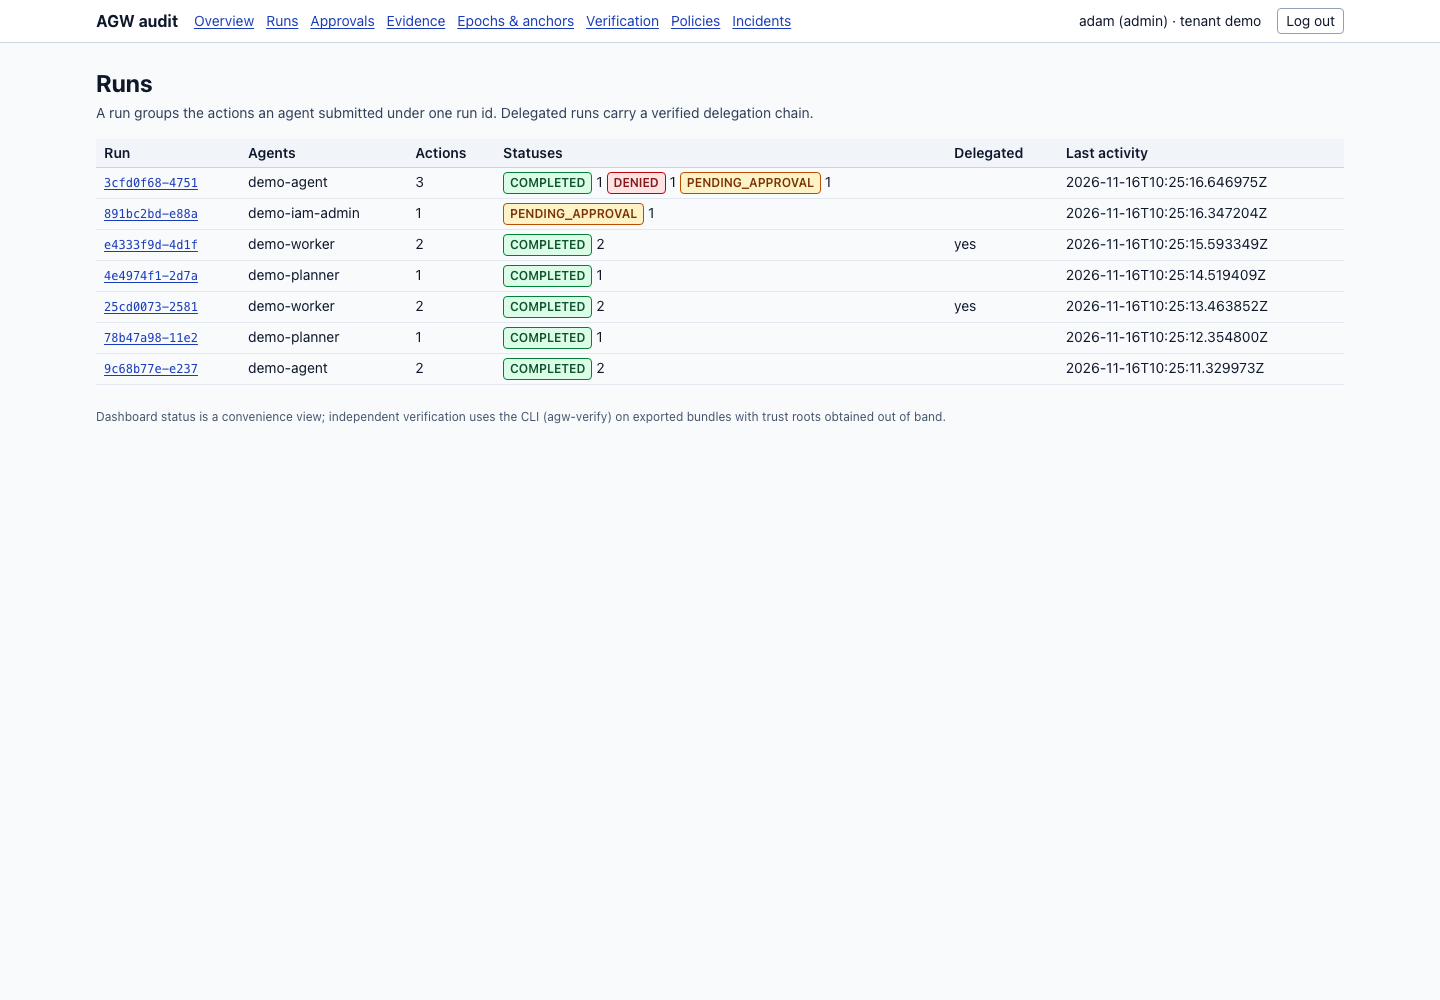 AGW audit Overview Runs Approvals Evidence Epochs & anchors Verification Policies Incidents adam (admin) · tenant demo Log out
Runs
A run groups the actions an agent submitted under one run id. Delegated runs carry a verified delegation chain.
Run Agents Actions Statuses Delegated Last activity
3cfd0f68-4751 demo-agent 3 COMPLETED 1 DENIED 1 PENDING_APPROVAL 1 2026-11-16T10:25:16.646975Z
891bc2bd-e88a demo-iam-admin 1 PENDING_APPROVAL 1 2026-11-16T10:25:16.347204Z
e4333f9d-4d1f demo-worker 2 COMPLETED 2 yes 2026-11-16T10:25:15.593349Z
4e4974f1-2d7a demo-planner 1 COMPLETED 1 2026-11-16T10:25:14.519409Z
25cd0073-2581 demo-worker 2 COMPLETED 2 yes 2026-11-16T10:25:13.463852Z
78b47a98-11e2 demo-planner 1 COMPLETED 1 2026-11-16T10:25:12.354800Z
9c68b77e-e237 demo-agent 2 COMPLETED 2 2026-11-16T10:25:11.329973Z
Dashboard status is a convenience view; independent verification uses the CLI (agw-verify) on exported bundles with trust roots obtained out of band.